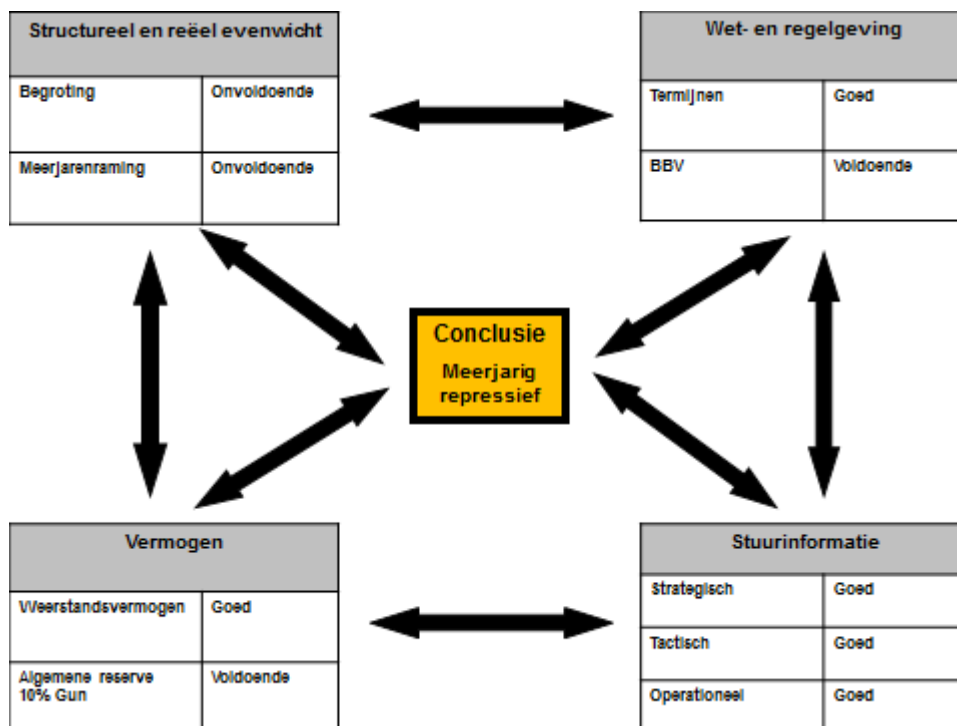 Structureel en reëel evenwicht
Begroting Onvoldoende
Meerjarenraming Onvoldoende
Wet- en regelgeving
Termijnen Goed
BBV Voldoende
Conclusie
Meerjarig
repressief
Vermogen
Weerstandsvermogen Goed
Algemene reserve Voldoende
10% Gun
Stuurinformatie
Strategisch Goed
Tactisch Goed
Operationeel Goed